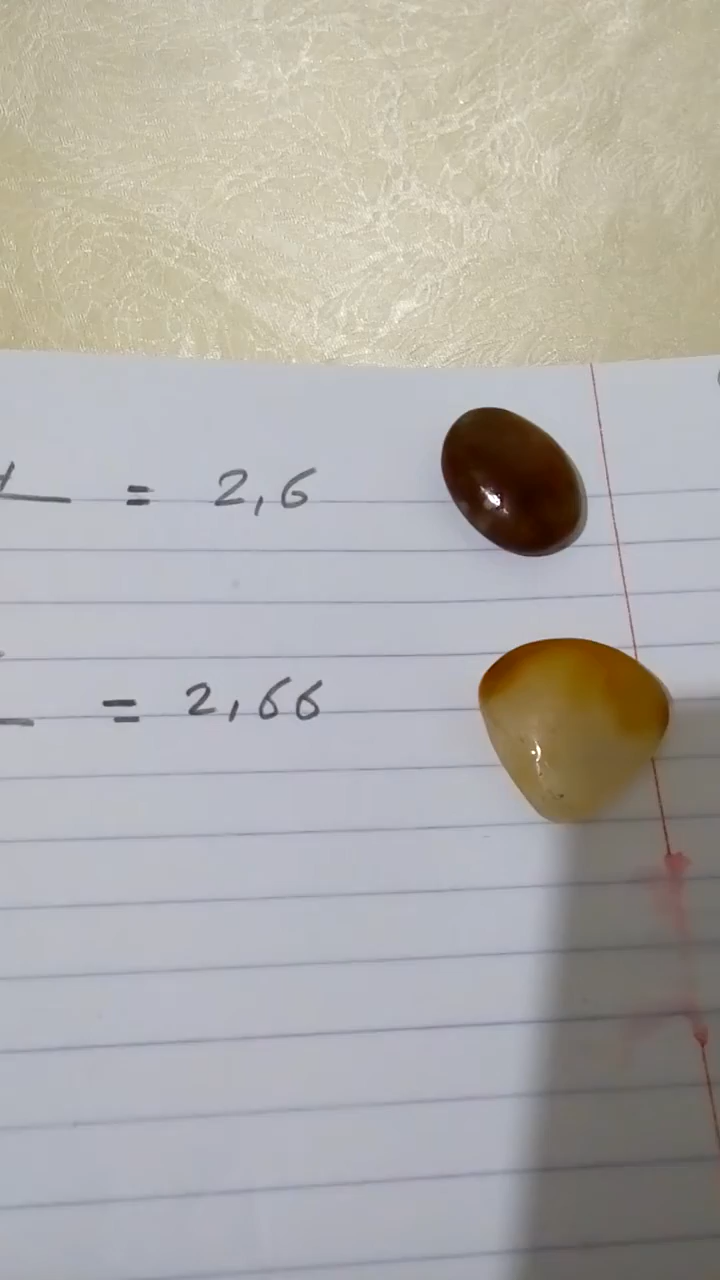 = 2,6
= 2,66